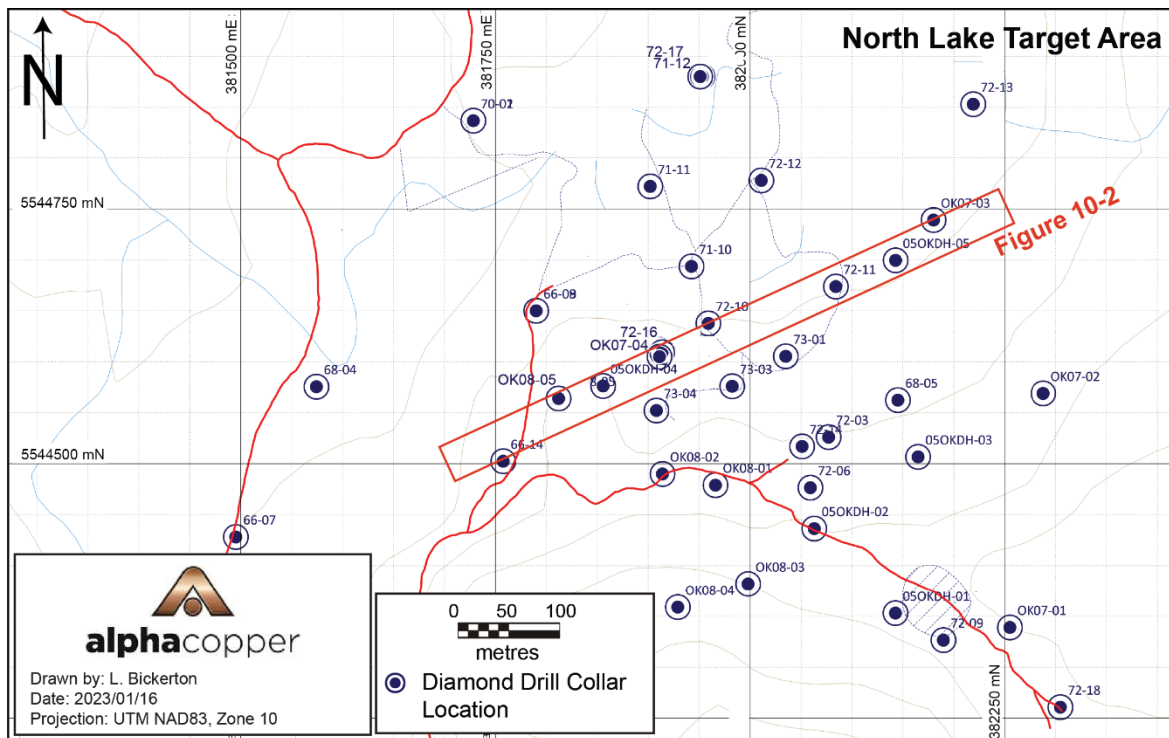 North Lake Target Area
N
381500 mE
381750 mE
mN
72-17
71-12
72-13
70-02
71-11
72-12
5544750 mN
OK07-03
Figure 10-2
05OKDH-05
71-10
72-11
66-09
72-10
72-16
OK07-04
73-01
05OKDH-04
OK08-05
68-04
73-03
68-05
OK07-02
73-04
72-03
72-14
66-14
5544500 mN
05OKDH-03
OK08-02
OK08-01
72-06
05OKDH-02
66-07
OK08-03
OK08-04
05OKDH-01
OK07-01
72-09
72-18
382250 mN
alphacopper
Drawn by: L. Bickerton
Date: 2023/01/16
Projection: UTM NAD83, Zone 10
0 50 100
metres
Diamond Drill Collar
Location